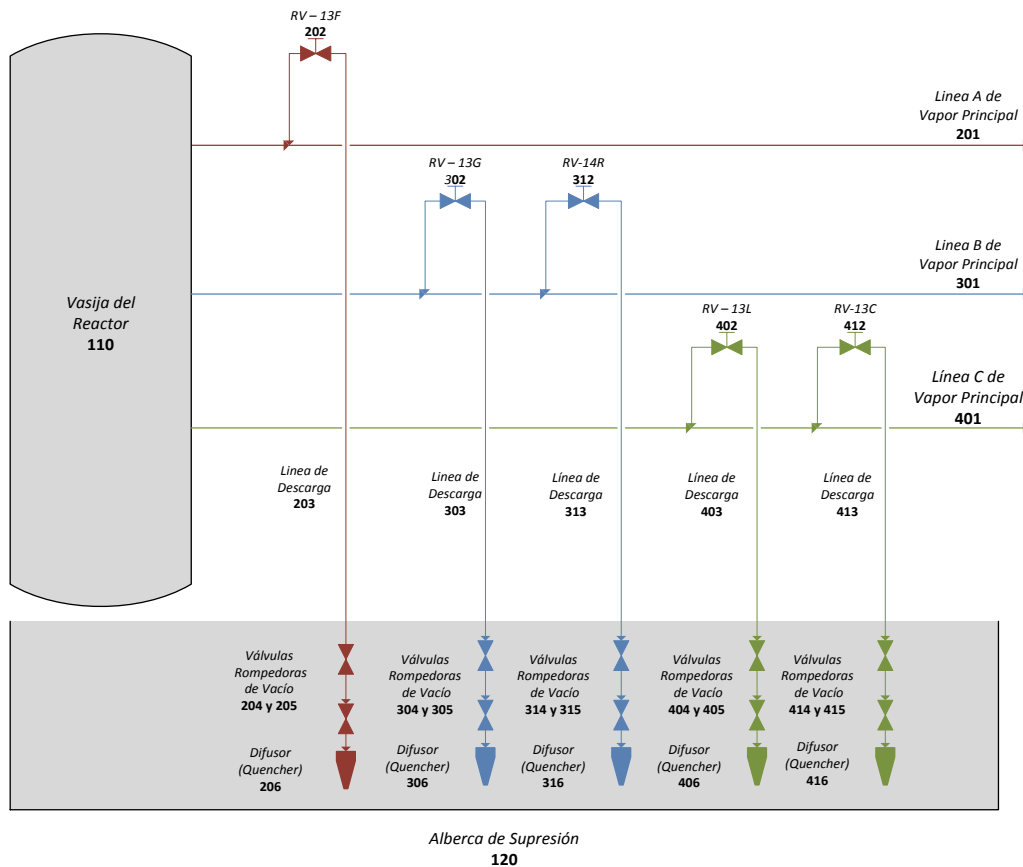 RV – 13F
202
Linea A de
Vapor Principal
201
RV – 13G
302
RV-14R
312
Linea B de
Vapor Principal
301
Vasija del
Reactor
110
RV – 13L
402
RV-13C
412
Línea C de
Vapor Principal
401
Linea de
Descarga
203
Linea de
Descarga
303
Línea de
Descarga
313
Línea de
Descarga
403
Línea de
Descarga
413
Válvulas
Rompedoras
de Vacío
204 y 205
Válvulas
Rompedoras
de Vacío
304 y 305
Válvulas
Rompedoras
de Vacío
314 y 315
Válvulas
Rompedoras
de Vacío
404 y 405
Válvulas
Rompedoras
de Vacío
414 y 415
Difusor
(Quencher)
206
Difusor
(Quencher)
306
Difusor
(Quencher)
316
Difusor
(Quencher)
406
Difusor
(Quencher)
416
Alberca de Supresión
120